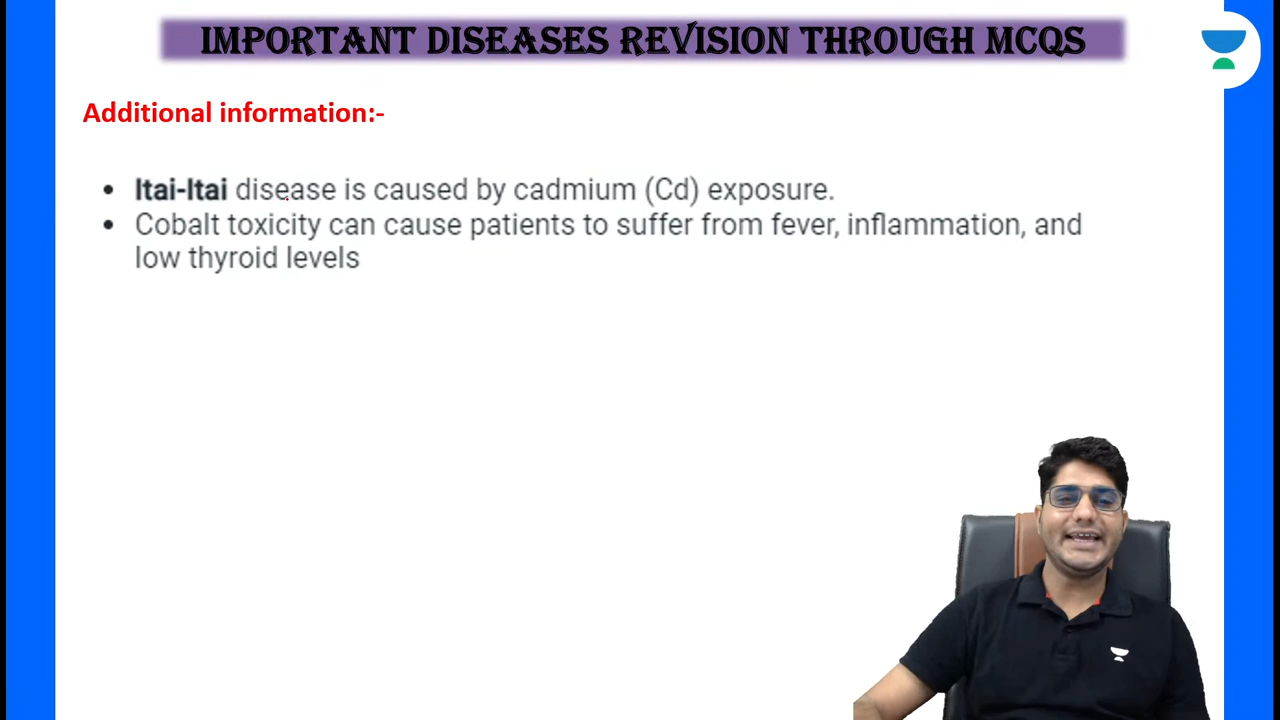 IMPORTANT DISEASES REVISION THROUGH MCQS
Additional information:-
• Itai-Itai disease is caused by cadmium (Cd) exposure.
• Cobalt toxicity can cause patients to suffer from fever, inflammation, and
low thyroid levels